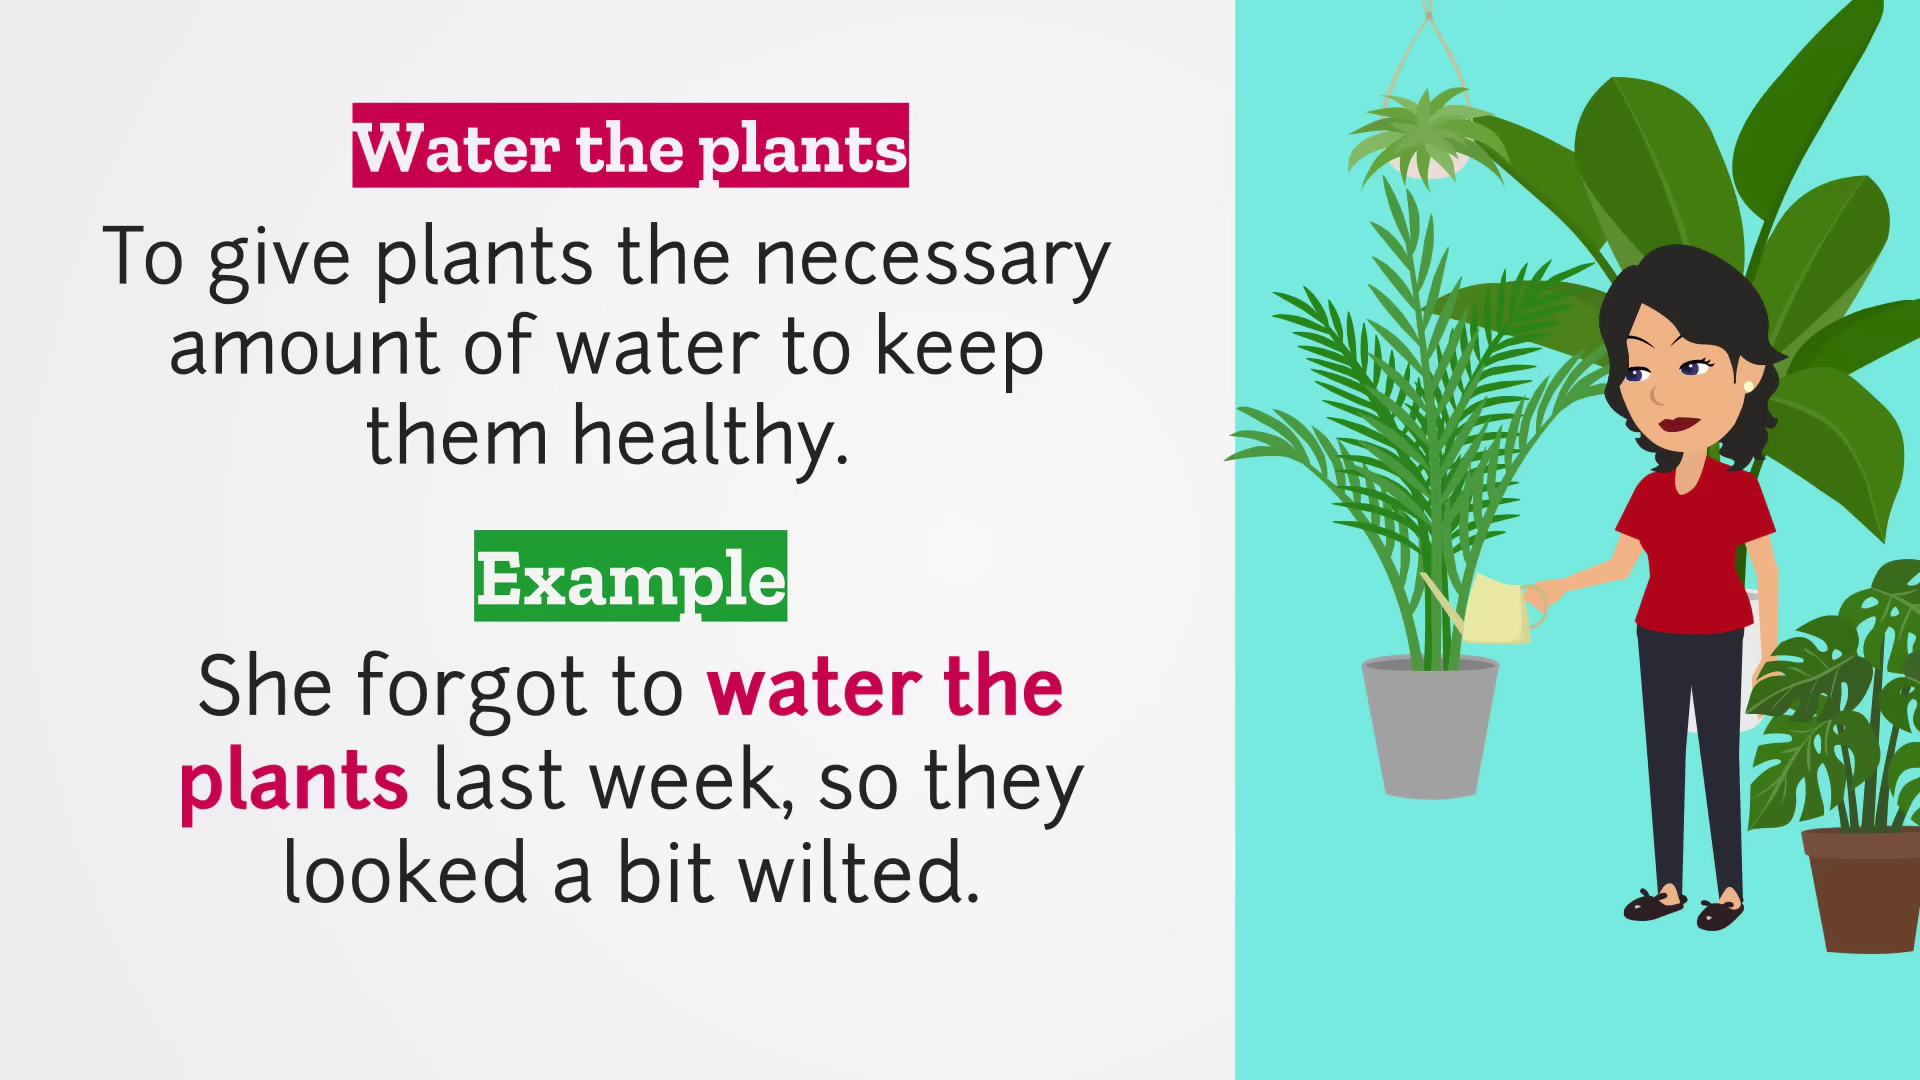 Water the plants
To give plants the necessary
amount of water to keep
them healthy.
Example
She forgot to water the
plants last week, so they
looked a bit wilted.